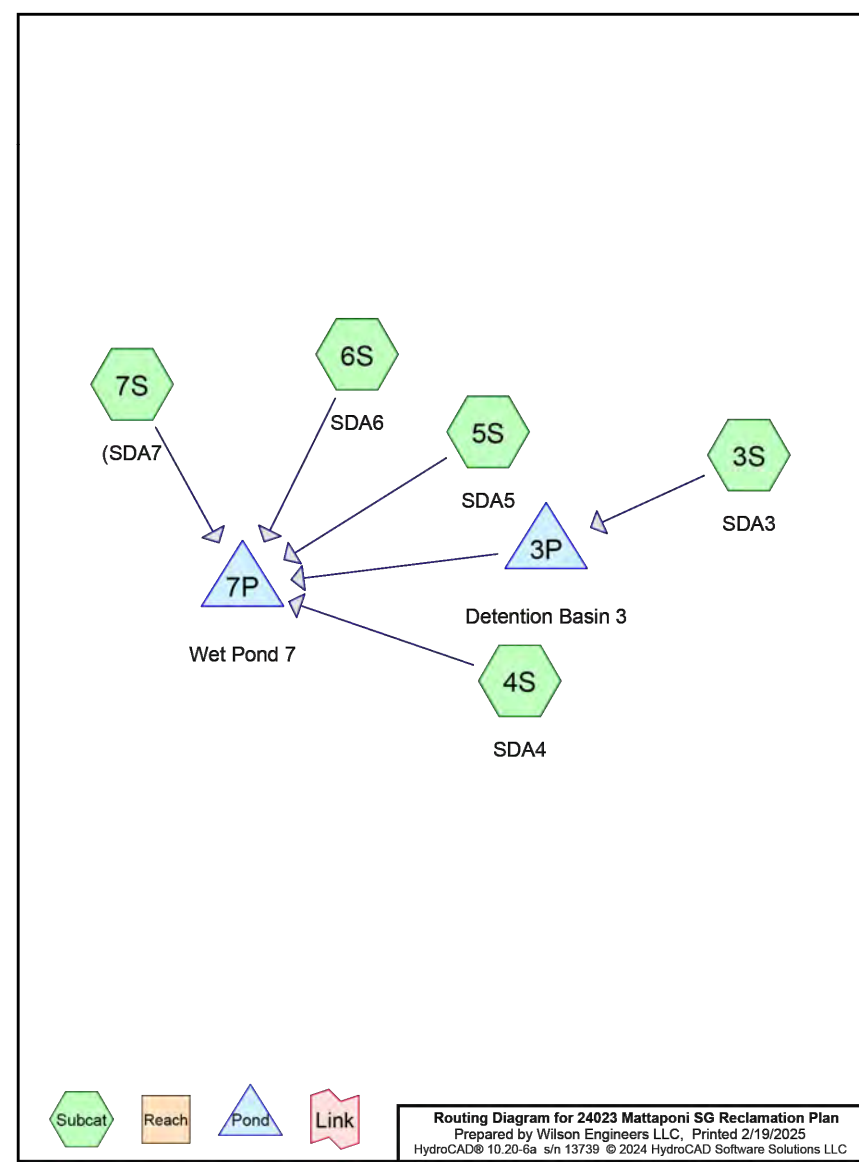 6S
7S
SDA6
5S
(SDA7
3S
SDA5
SDA3
3P
7P
Detention Basin 3
Wet Pond 7
4S
SDA4
Subcat
Reach
Pond
Link
Routing Diagram for 24023 Mattaponi SG Reclamation Plan
Prepared by Wilson Engineers LLC, Printed 2/19/2025
HydroCAD® 10.20-6a s/n 13739 © 2024 HydroCAD Software Solutions LLC